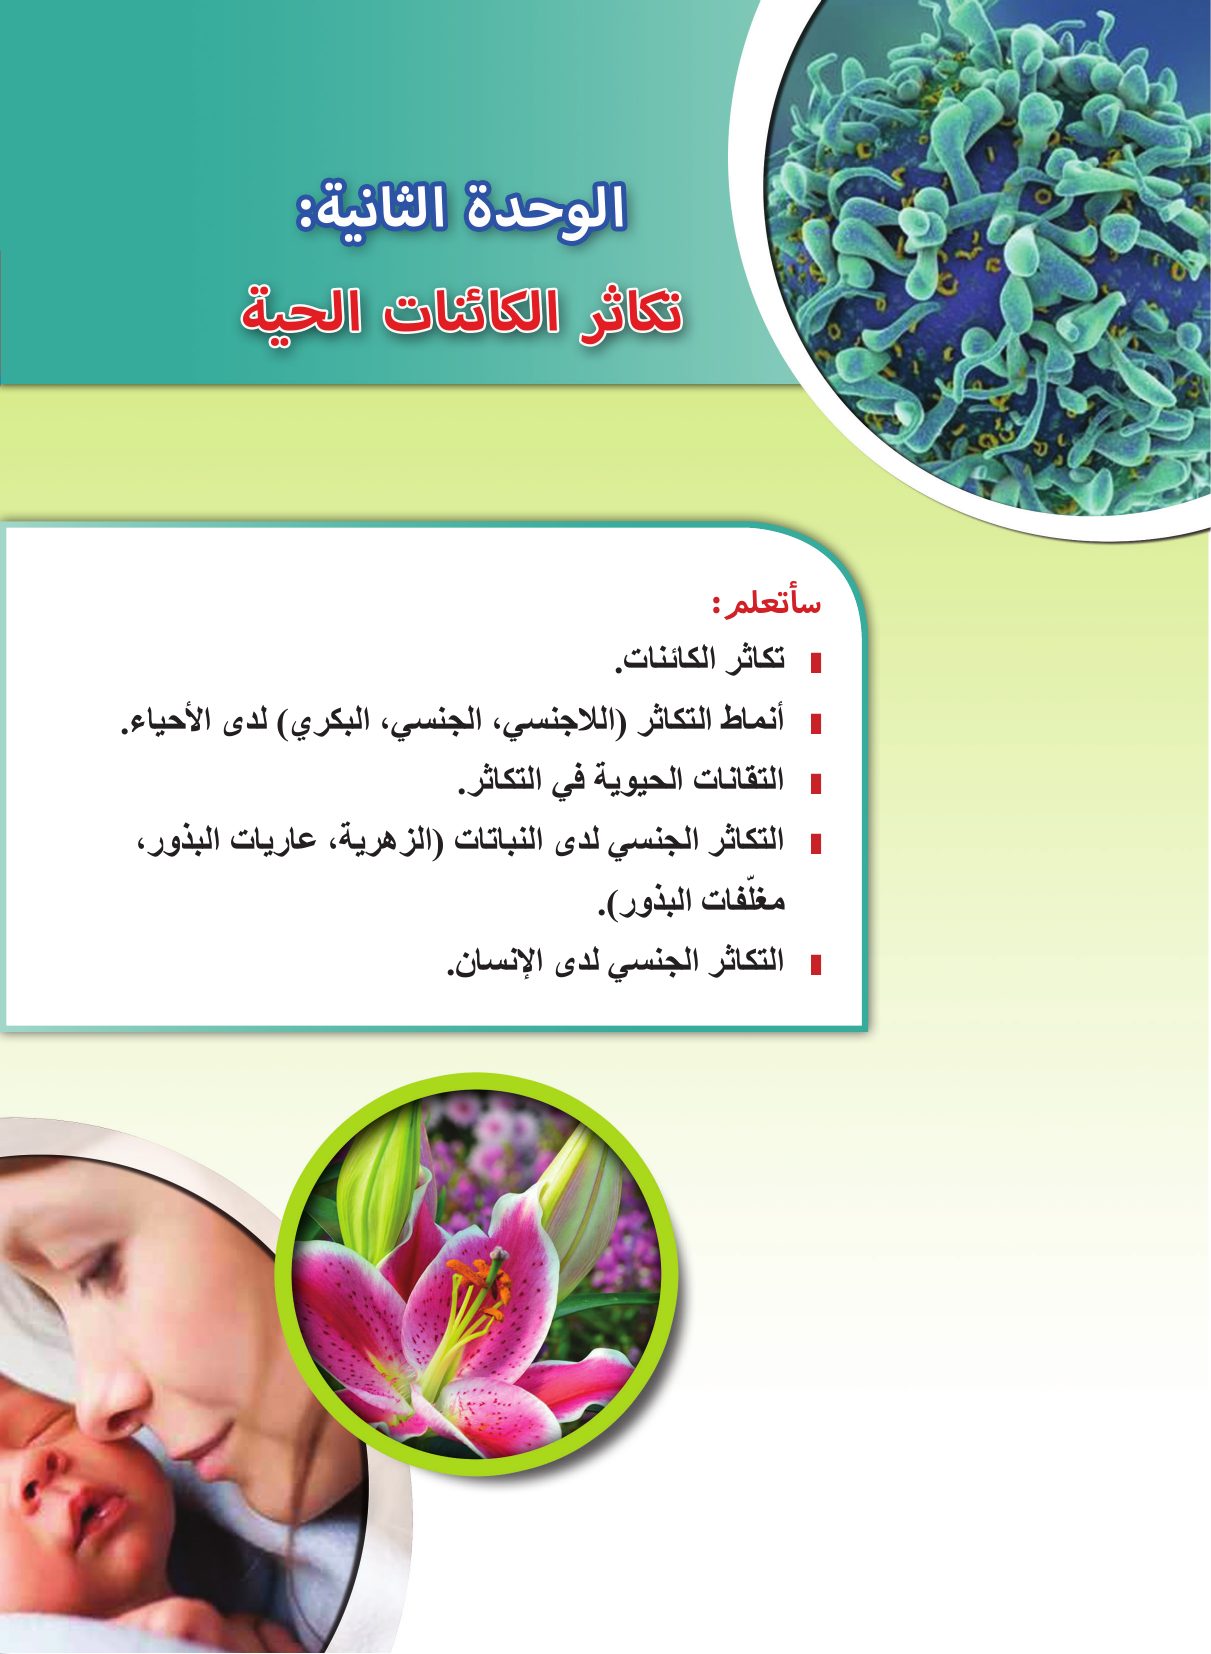 الوحدة الثانية:
تكاثر الكائنات الحية
سأتعلم:
تكاثر الكائنات.
أنماط التكاثر (اللاجنسي، الجنسي، البكري) لدى الأحياء.
التقانات الحيوية في التكاثر.
التكاثر الجنسي لدى النباتات (الزهرية، عاريات البذور،
مغلّفات البذور).
التكاثر الجنسي لدى الإنسان.